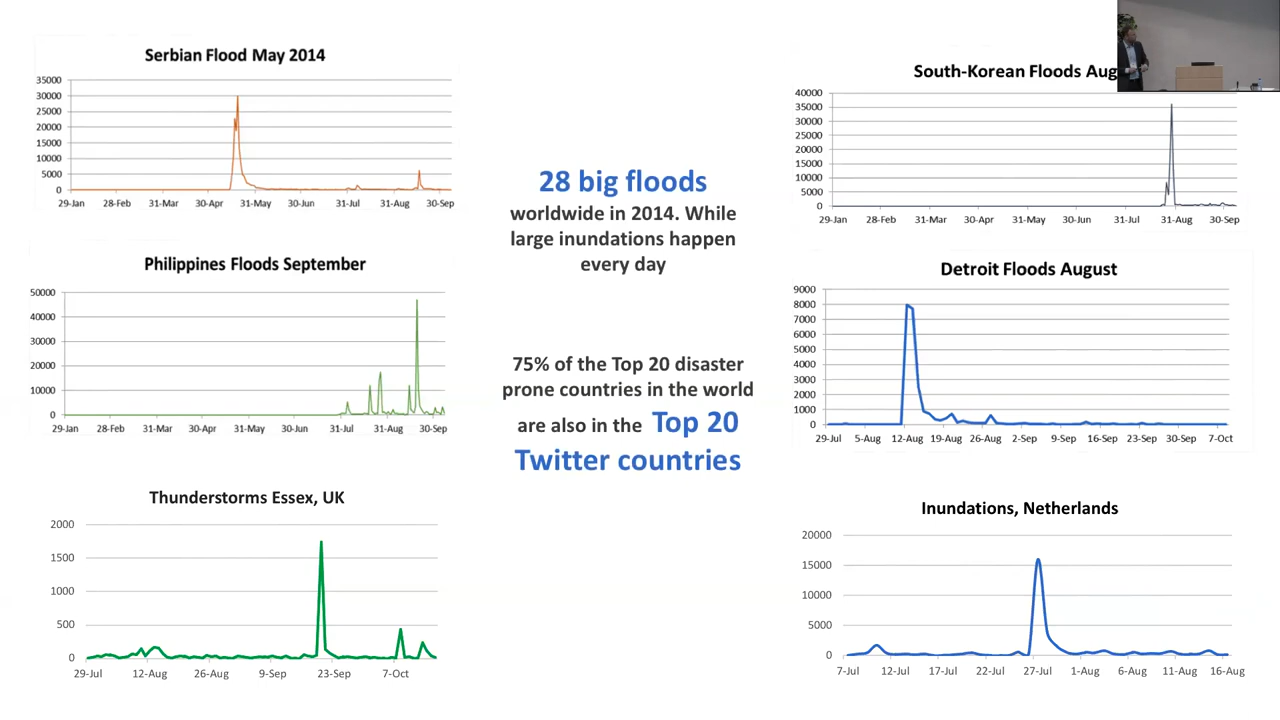 Serbian Flood May 2014
35000
30000
25000
20000
15000
10000
5000
0
29-Jan 28-Feb 31-Mar 30-Apr 31-May 30-Jun 31-Jul 31-Aug 30-Sep
Philippines Floods September
50000
40000
30000
20000
10000
0
29-Jan 28-Feb 31-Mar 30-Apr 31-May 30-Jun 31-Jul 31-Aug 30-Sep
Thunderstorms Essex, UK
2000
1500
1000
500
0
29-Jul 12-Aug 26-Aug 9-Sep 23-Sep 7-Oct
28 big floods
worldwide in 2014. While
large inundations happen
every day
75% of the Top 20 disaster
prone countries in the world
are also in the Top 20
Twitter countries
South-Korean Floods Aug
40000
35000
30000
25000
20000
15000
10000
5000
0
29-Jan 28-Feb 31-Mar 30-Apr 31-May 30-Jun 31-Jul 31-Aug 30-Sep
Detroit Floods August
9000
8000
7000
6000
5000
4000
3000
2000
1000
0
29-Jul 5-Aug 12-Aug 19-Aug 26-Aug 2-Sep 9-Sep 16-Sep 23-Sep 30-Sep 7-Oct
Inundations, Netherlands
20000
15000
10000
5000
0
7-Jul 12-Jul 17-Jul 22-Jul 27-Jul 1-Aug 6-Aug 11-Aug 16-Aug